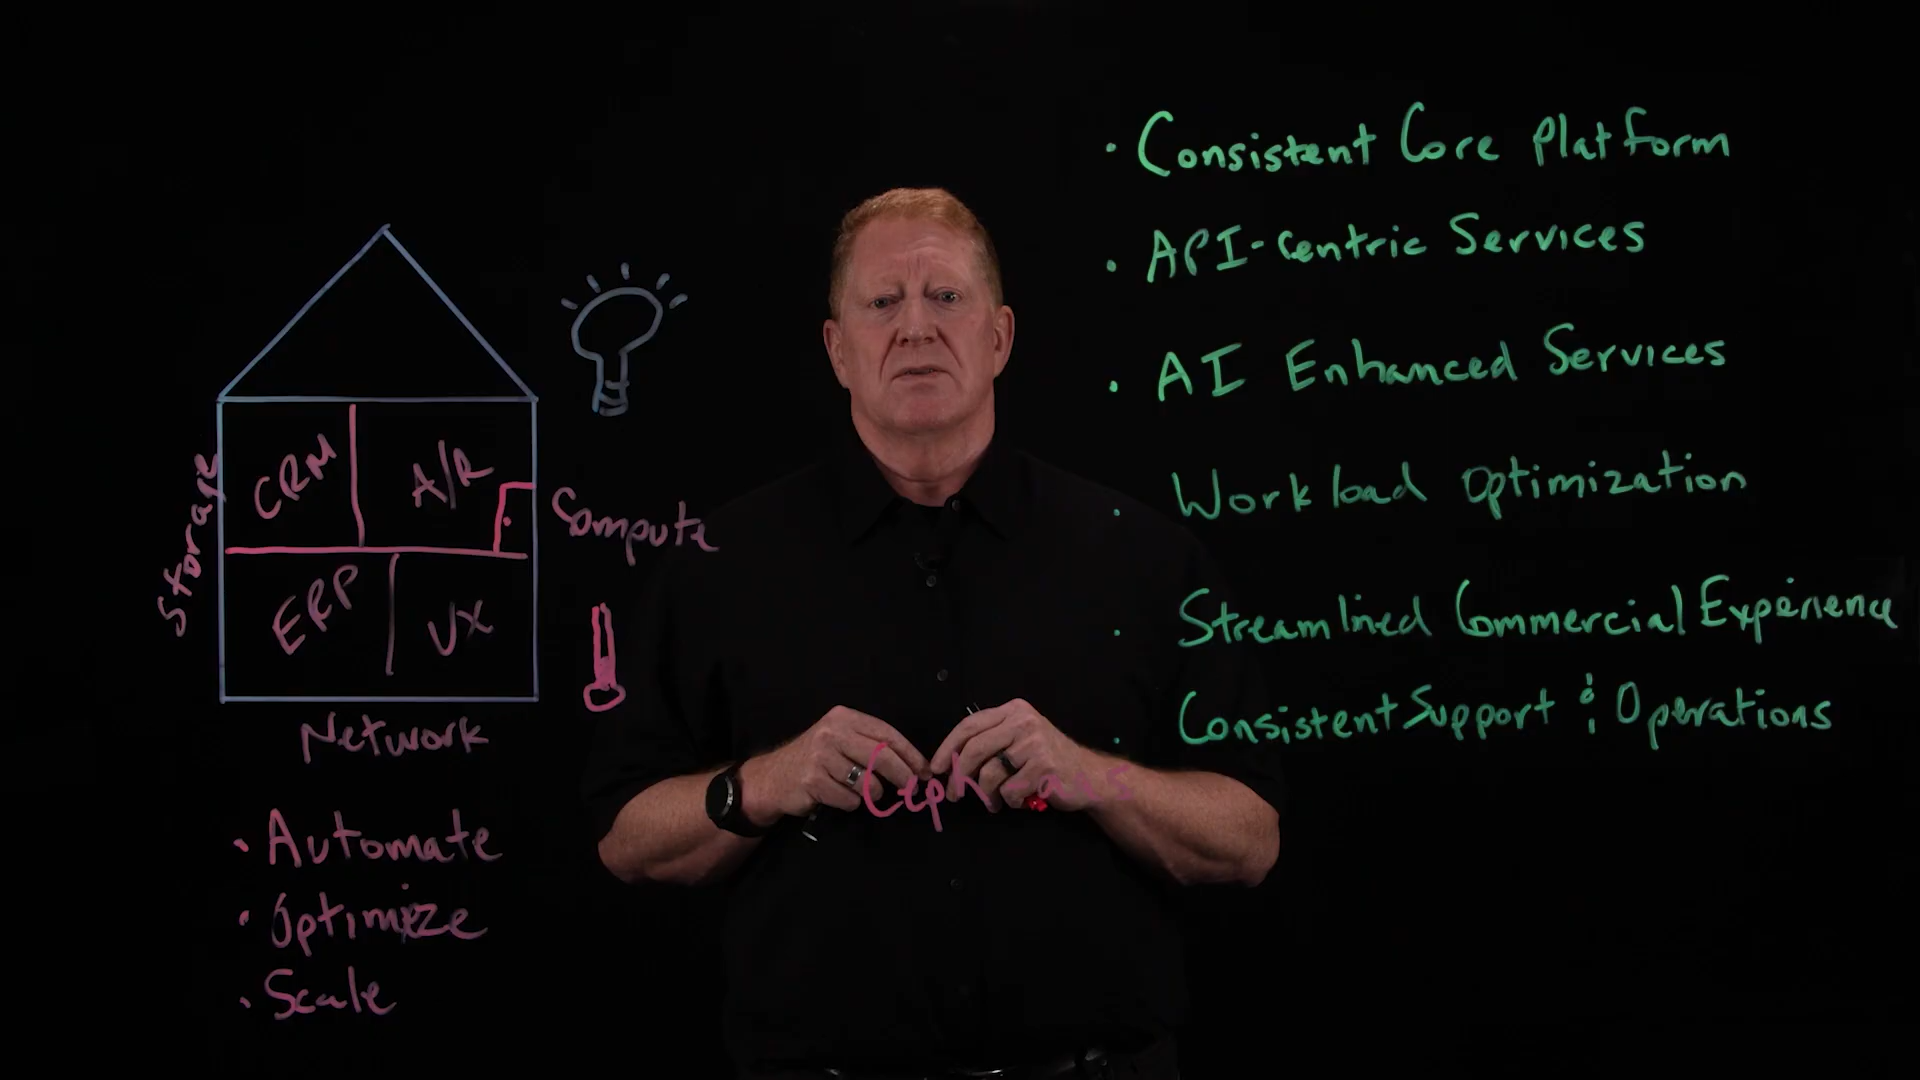 CRM
A/R
ERP
UX
Storage
Compute
Network
• Automate
• Optimize
• Scale
• Consistent Core Platform
• API-Centric Services
• AI Enhanced Services
• Workload Optimization
• Streamlined Commercial Experience
• Consistent Support & Operations